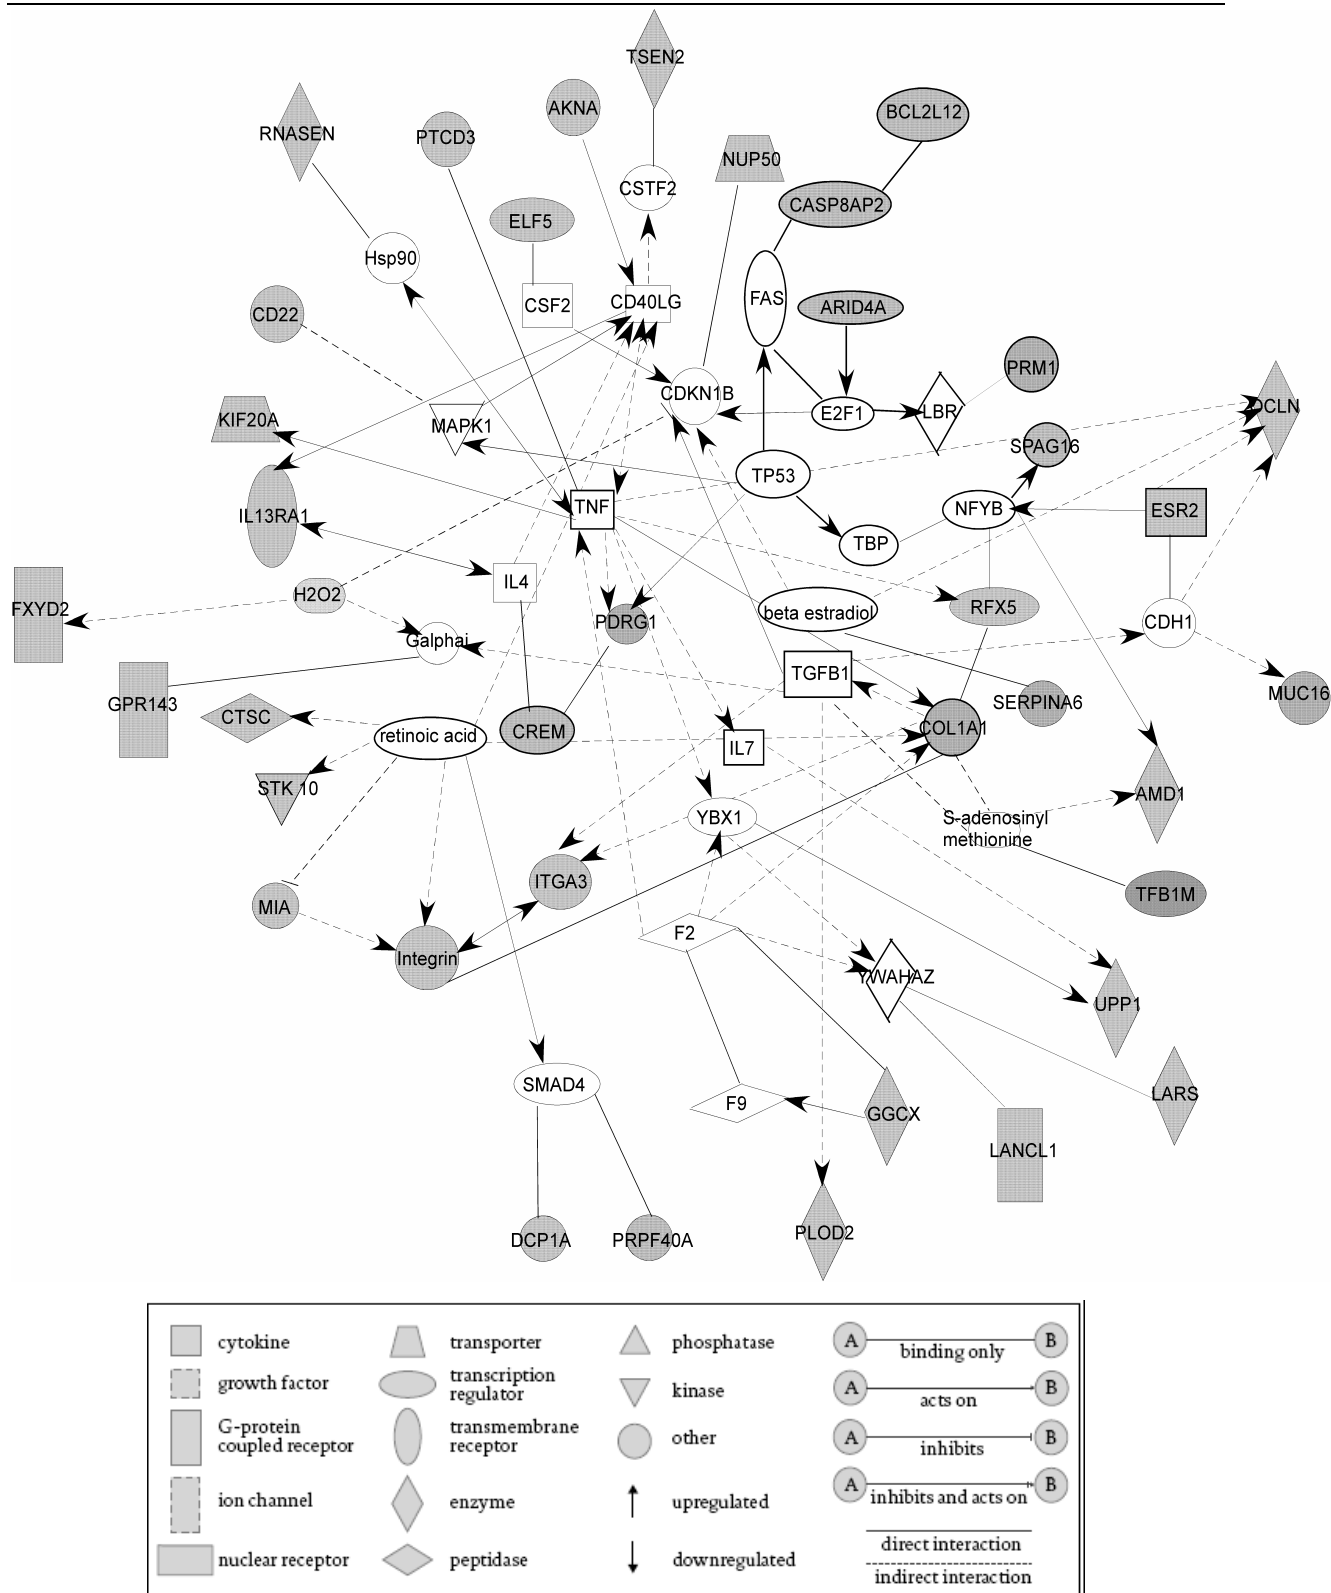 TSEN2
AKNA
BCL2L12
RNASEN
PTCD3
NUP50
CSTF2
CASP8AP2
ELF5
Hsp90
CD22
CSF2
CD40LG
FAS
ARID4A
PRM1
KIF20A
MAPK1
CDKN1B
E2F1
LBR
OCLN
SPAG16
TP53
IL13RA1
TNF
NFYB
ESR2
TBP
IL4
H2O2
FXYD2
PDRG1
beta estradiol
RFX5
CDH1
Galphai
TGFB1
GPR143
CTSC
retinoic acid
CREM
IL7
COL1A1
SERPINA6
MUC16
STK 10
YBX1
S-adenosinyl
methionine
AMD1
MIA
ITGA3
TFB1M
Integrin
F2
YWAHAZ
UPP1
SMAD4
F9
GGCX
LARS
LANCL1
DCP1A
PRPF40A
PLOD2
cytokine
growth factor
G-protein
coupled receptor
ion channel
nuclear receptor
transporter
transcription
regulator
transmembrane
receptor
enzyme
peptidase
phosphatase
kinase
other
upregulated
downregulated
A B
binding only
A B
acts on
A B
inhibits
A B
inhibits and acts on
direct interaction
indirect interaction